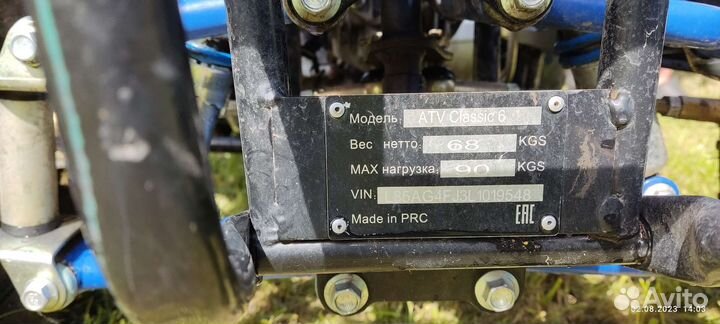 Модель: ATV Classic 6
Вес нетто: 68 KGS
MAX нагрузка: 90 KGS
VIN:
Made in PRC EAC
Avito
02.08.2023 14:03